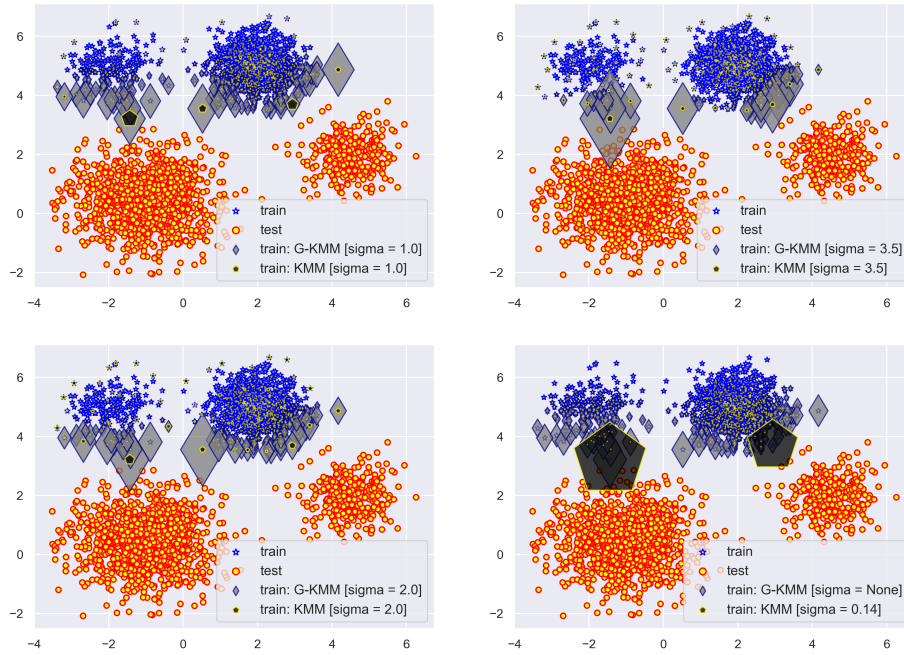 6
4
2
0
−2
−4 −2 0 2 4 6
train
test
train: G-KMM [sigma = 1.0]
train: KMM [sigma = 1.0]
6
4
2
0
−2
−4 −2 0 2 4 6
train
test
train: G-KMM [sigma = 3.5]
train: KMM [sigma = 3.5]
6
4
2
0
−2
−4 −2 0 2 4 6
train
test
train: G-KMM [sigma = 2.0]
train: KMM [sigma = 2.0]
6
4
2
0
−2
−4 −2 0 2 4 6
train
test
train: G-KMM [sigma = None]
train: KMM [sigma = 0.14]